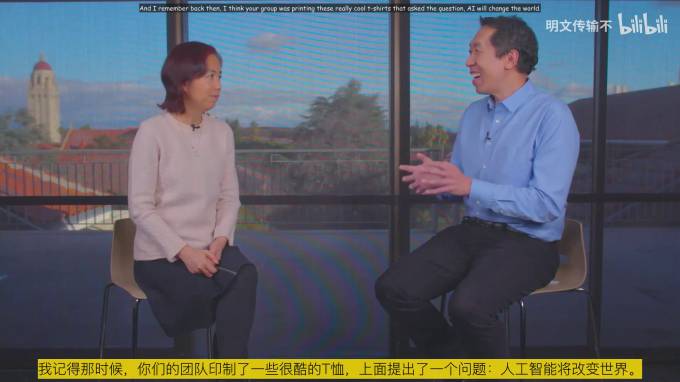 And I remember back then, I think your group was printing these really cool t-shirts that asked the question, AI will change the world.
明文传输不 bilibili
我记得那时候，你们的团队印制了一些很酷的T恤，上面提出了一个问题：人工智能将改变世界。